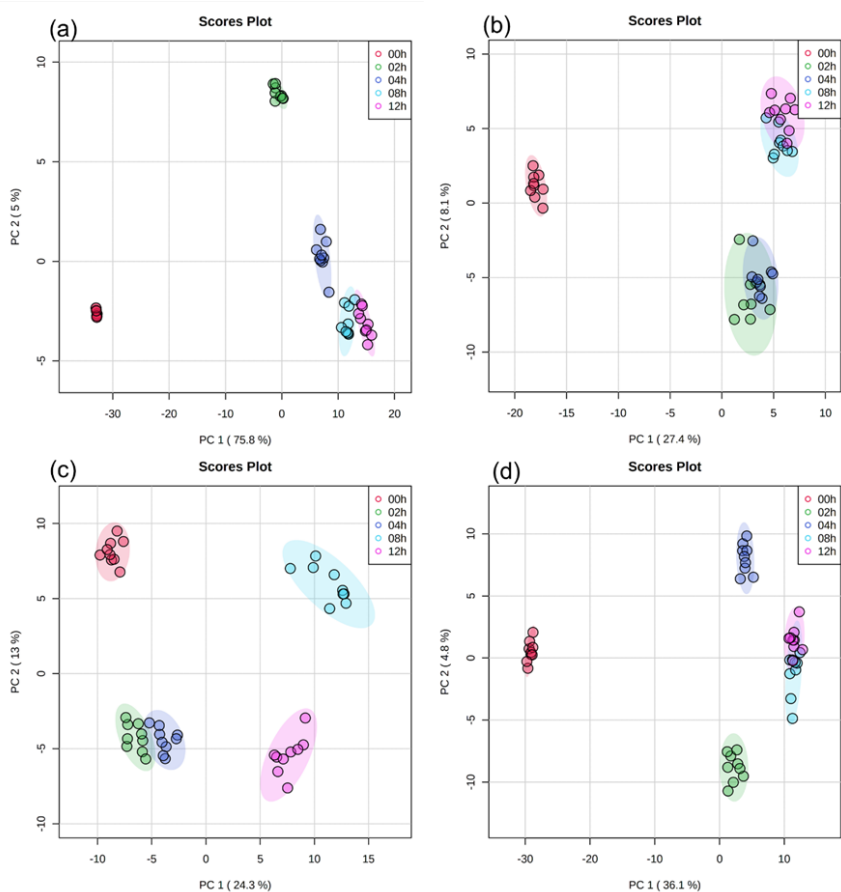 (a)
Scores Plot
00h
02h
04h
08h
12h
10
5
0
-5
PC 2 ( 5 %)
-30
-20
-10
0
10
20
PC 1 ( 75.8 %)
(b)
Scores Plot
00h
02h
04h
08h
12h
10
5
0
-5
-10
PC 2 ( 8.1 %)
-20
-15
-10
-5
0
5
10
PC 1 ( 27.4 %)
(c)
Scores Plot
00h
02h
04h
08h
12h
10
5
0
-5
-10
PC 2 ( 13 %)
-10
-5
0
5
10
15
PC 1 ( 24.3 %)
(d)
Scores Plot
00h
02h
04h
08h
12h
10
5
0
-5
-10
PC 2 ( 4.8 %)
-30
-20
-10
0
10
PC 1 ( 36.1 %)